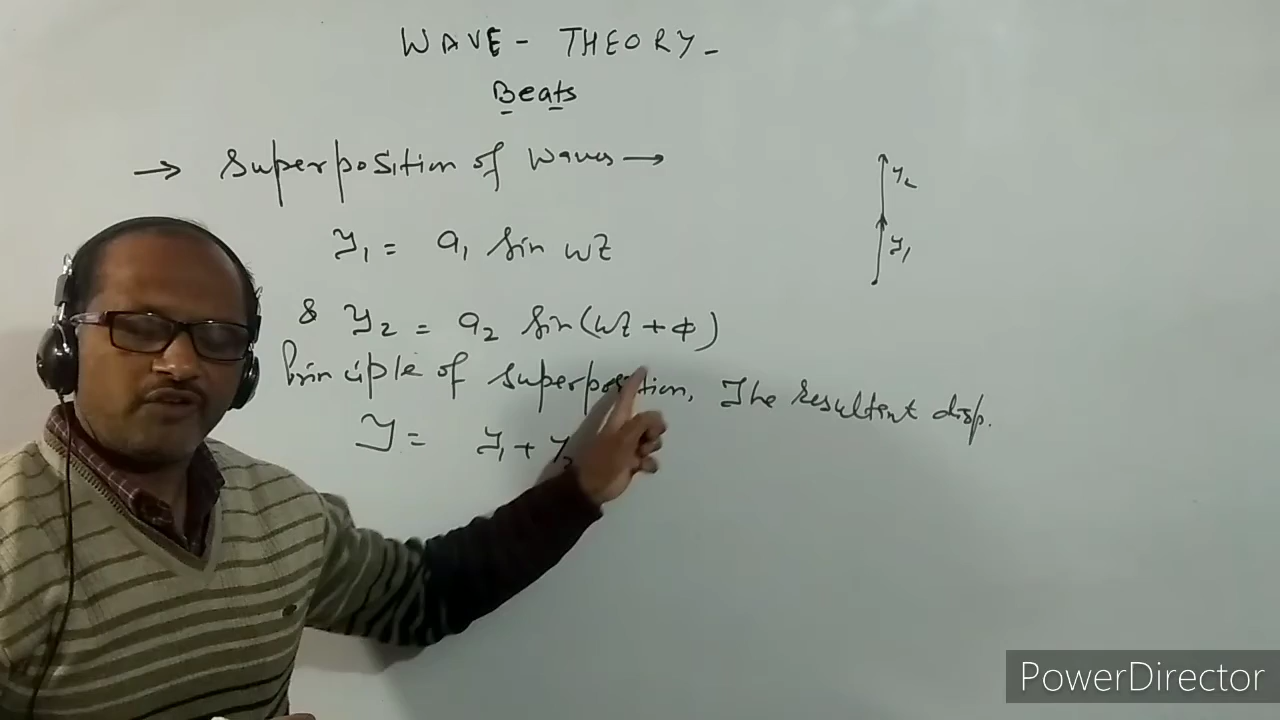 WAVE - THEORY -
Beats
→ Superposition of waves →
y₂
y₁
y₁ = a₁ sin ωt
& y₂ = a₂ sin(ωt + φ)
Principle of superposition, The resultent disp.
y = y₁ + y₂
PowerDirector